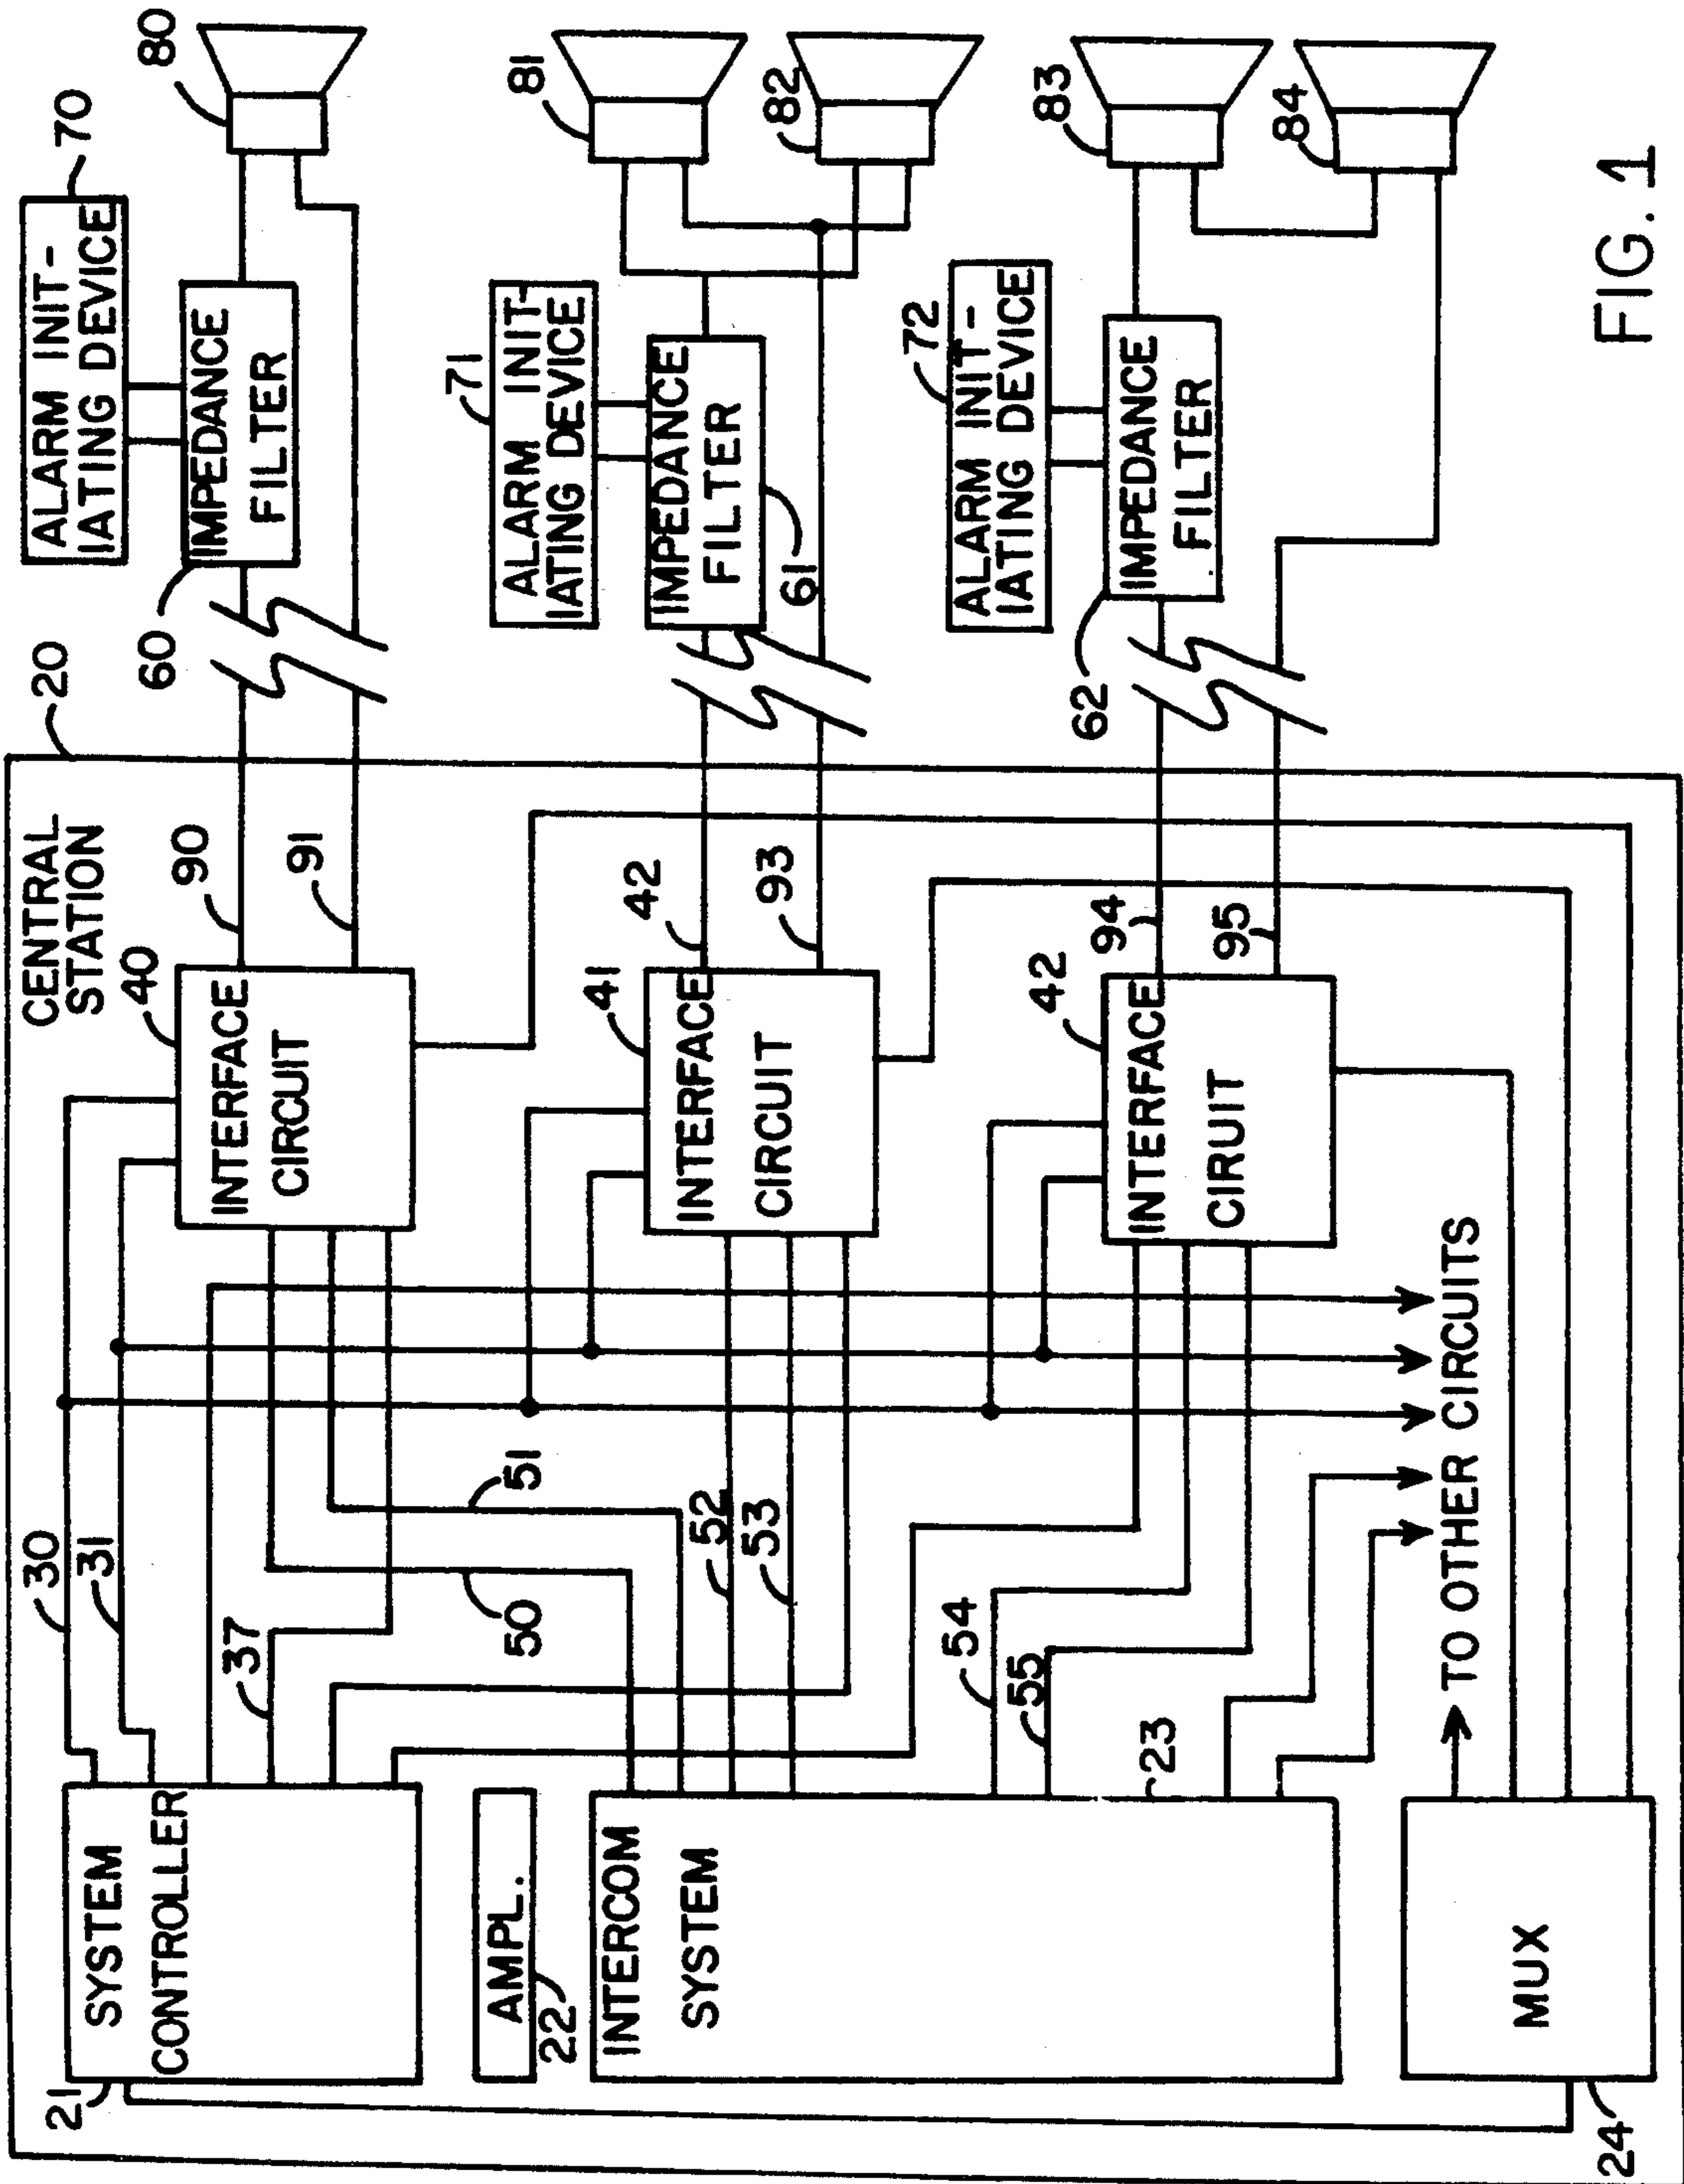 CENTRAL
STATION
20
21
SYSTEM
CONTROLLER
30
31
37
40
INTERFACE
CIRCUIT
90
91
60
IMPEDANCE
FILTER
ALARM INIT-
IATING DEVICE
70
80
AMPL.
22
50
51
52
53
41
INTERFACE
CIRCUIT
42
93
61
IMPEDANCE
FILTER
71
ALARM INIT-
IATING DEVICE
81
82
INTERCOM
SYSTEM
23
54
55
42
INTERFACE
CIRUIT
94
95
62
IMPEDANCE
FILTER
72
ALARM INIT-
IATING DEVICE
83
84
MUX
24
TO OTHER CIRCUITS
FIG. 1